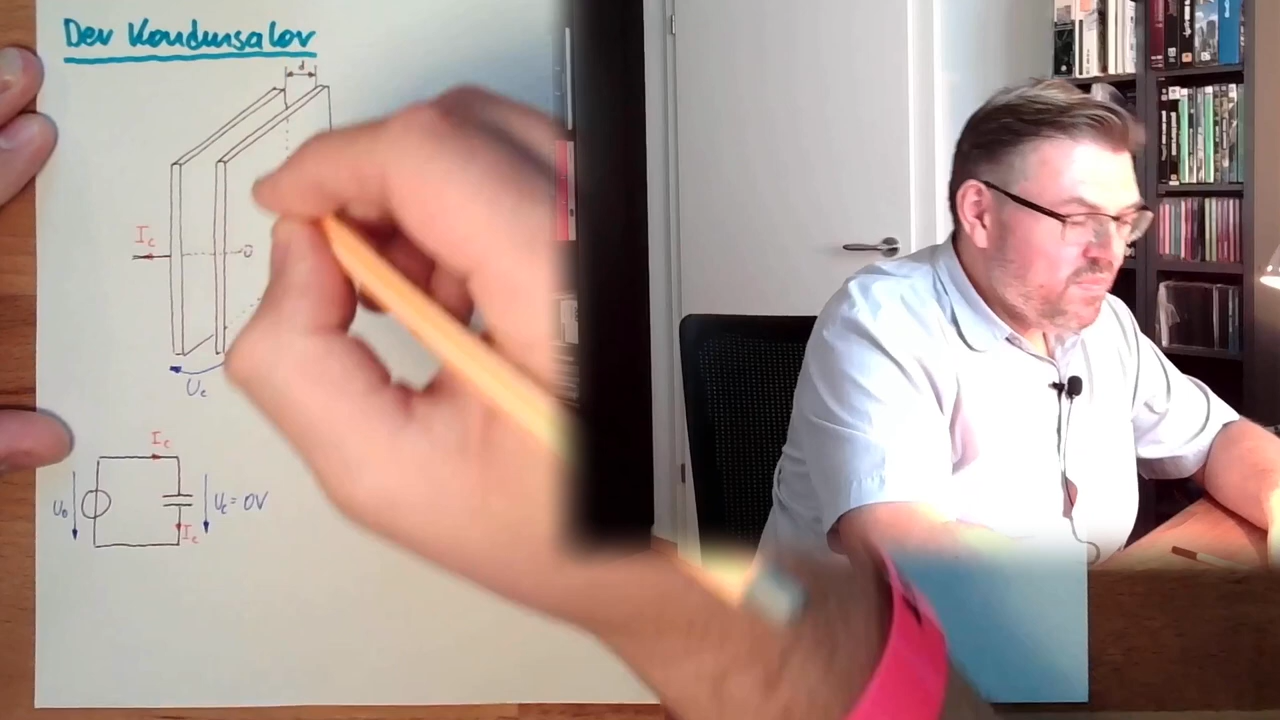 Der Kondensator
d
I_c
U_c
I_c
U_0
U_c = 0V
I_c